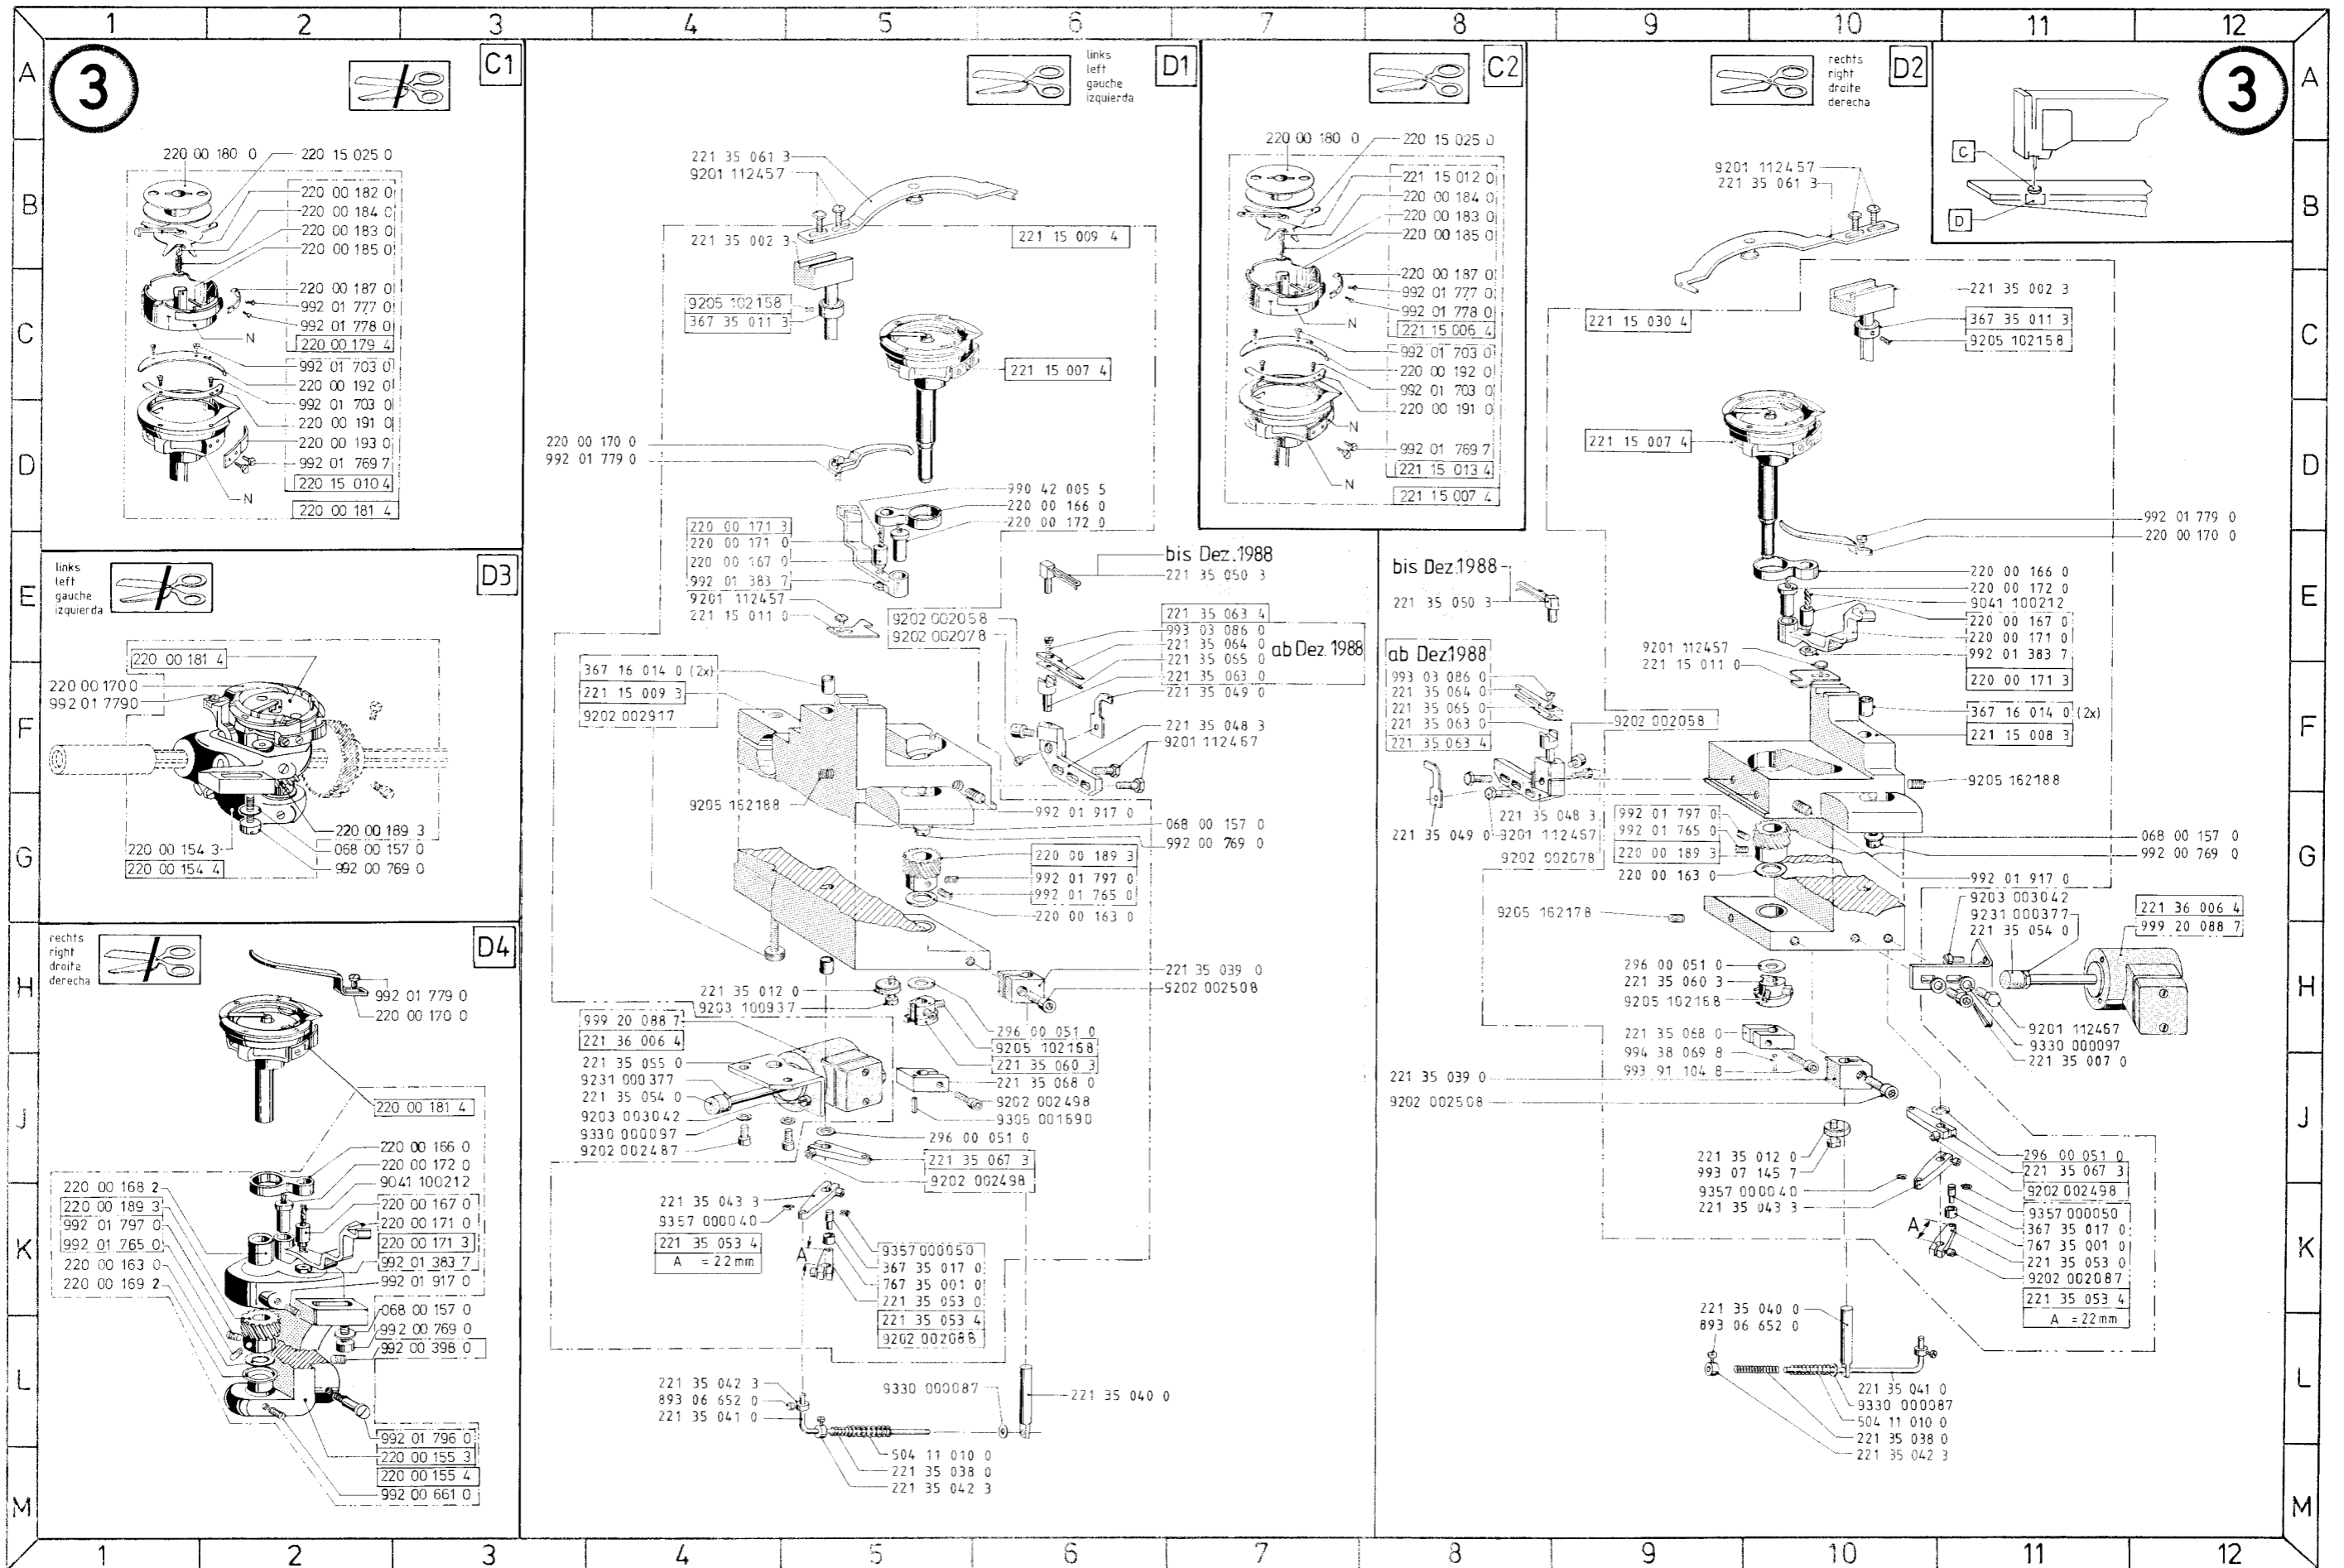 1 2 3 4 5 6 7 8 9 10 11 12
A
B
C
D
E
F
G
H
J
K
L
M
3
C1
220 00 180 0
220 15 025 0
220 00 182 0
220 00 184 0
220 00 183 0
220 00 185 0
220 00 187 0
992 01 777 0
992 01 778 0
N
220 00 179 4
992 01 703 0
220 00 192 0
992 01 703 0
220 00 191 0
220 00 193 0
992 01 769 7
220 15 010 4
N
220 00 181 4
links
left
gauche
izquierda
D3
220 00 181 4
220 00 170 0
992 01 779 0
220 00 189 3
220 00 154 3
068 00 157 0
220 00 154 4
992 00 769 0
rechts
right
droite
derecha
D4
992 01 779 0
220 00 170 0
220 00 181 4
220 00 166 0
220 00 172 0
9041 100212
220 00 168 2
220 00 189 3
992 01 797 0
992 01 765 0
220 00 163 0
220 00 169 2
220 00 167 0
220 00 171 0
220 00 171 3
992 01 383 7
992 01 917 0
068 00 157 0
992 00 769 0
992 00 398 0
992 01 796 0
220 00 155 3
220 00 155 4
992 00 661 0
links
left
gauche
izquierda
D1
221 35 061 3
9201 112457
221 35 002 3
221 15 009 4
9205 102158
367 35 011 3
221 15 007 4
220 00 170 0
992 01 779 0
990 42 005 5
220 00 166 0
220 00 172 0
220 00 171 3
220 00 171 0
220 00 167 0
992 01 383 7
9201 112457
221 15 011 0
bis Dez.1988
221 35 050 3
9202 002058
9202 002078
221 35 063 4
993 03 086 0
221 35 064 0
221 35 065 0
221 35 063 0
ab Dez. 1988
221 35 049 0
367 16 014 0 (2x)
221 15 009 3
9202 002917
221 35 048 3
9201 112467
9205 162188
992 01 917 0
068 00 157 0
992 00 769 0
220 00 189 3
992 01 797 0
992 01 765 0
220 00 163 0
221 35 039 0
9202 002508
221 35 012 0
9203 100937
999 20 088 7
221 36 006 4
221 35 055 0
9231 000377
221 35 054 0
9203 003042
9330 000097
9202 002487
296 00 051 0
9205 102168
221 35 060 3
221 35 068 0
9202 002498
9305 001690
296 00 051 0
221 35 067 3
9202 002498
221 35 043 3
9357 000040
221 35 053 4
A = 22 mm
A
9357 000050
367 35 017 0
767 35 001 0
221 35 053 0
221 35 053 4
9202 002088
221 35 042 3
893 06 652 0
221 35 041 0
9330 000087
221 35 040 0
504 11 010 0
221 35 038 0
221 35 042 3
C2
220 00 180 0
220 15 025 0
221 15 012 0
220 00 184 0
220 00 183 0
220 00 185 0
220 00 187 0
992 01 777 0
992 01 778 0
N
221 15 006 4
992 01 703 0
220 00 192 0
992 01 703 0
220 00 191 0
N
992 01 769 7
221 15 013 4
N
221 15 007 4
rechts
right
droite
derecha
D2
C
D
3
9201 112457
221 35 061 3
221 35 002 3
221 15 030 4
367 35 011 3
9205 102158
221 15 007 4
992 01 779 0
220 00 170 0
bis Dez.1988
221 35 050 3
220 00 166 0
220 00 172 0
9041 100212
220 00 167 0
220 00 171 0
992 01 383 7
220 00 171 3
9201 112457
221 15 011 0
ab Dez.1988
993 03 086 0
221 35 064 0
221 35 065 0
221 35 063 0
221 35 063 4
9202 002058
367 16 014 0 (2x)
221 15 008 3
9205 162188
221 35 049 0
221 35 048 3
9201 112467
9202 002078
992 01 797 0
992 01 765 0
220 00 189 3
220 00 163 0
068 00 157 0
992 00 769 0
992 01 917 0
9205 162178
9203 003042
9231 000377
221 35 054 0
221 36 006 4
999 20 088 7
296 00 051 0
221 35 060 3
9205 102168
221 35 068 0
994 38 069 8
993 91 104 8
221 35 039 0
9202 002508
9201 112467
9330 000097
221 35 007 0
221 35 012 0
993 07 145 7
9357 000040
221 35 043 3
296 00 051 0
221 35 067 3
9202 002498
9357 000050
367 35 017 0
767 35 001 0
221 35 053 0
9202 002087
221 35 053 4
A = 22 mm
A
221 35 040 0
893 06 652 0
221 35 041 0
9330 000087
504 11 010 0
221 35 038 0
221 35 042 3
A
B
C
D
E
F
G
H
J
K
L
M
1 2 3 4 5 6 7 8 9 10 11 12